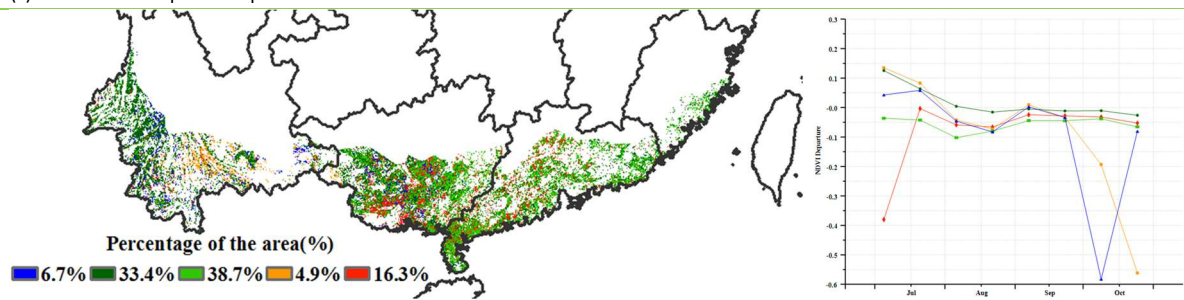 Percentage of the area(%)
6.7% 33.4% 38.7% 4.9% 16.3%
0.3
0.2
0.1
-0.0
-0.1
-0.2
-0.3
-0.4
-0.5
-0.6
NDVI Departure
Jul Aug Sep Oct